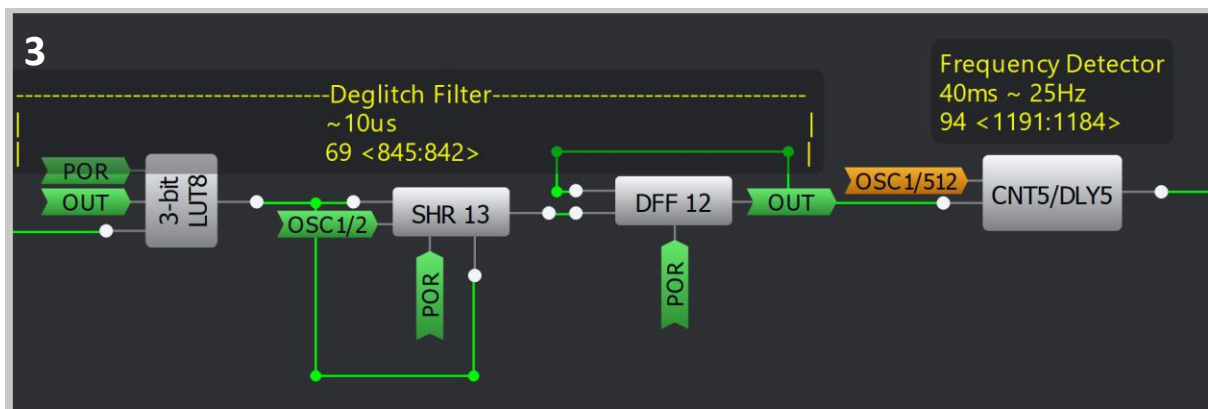 3
Frequency Detector
40ms ~ 25Hz
94 <1191:1184>
-----------------------------------Deglitch Filter-----------------------------------
| ~10us |
| 69 <845:842> |
POR
OUT
3-bit
LUT8
OSC1/2
SHR 13
POR
DFF 12
POR
OUT
OSC1/512
CNT5/DLY5